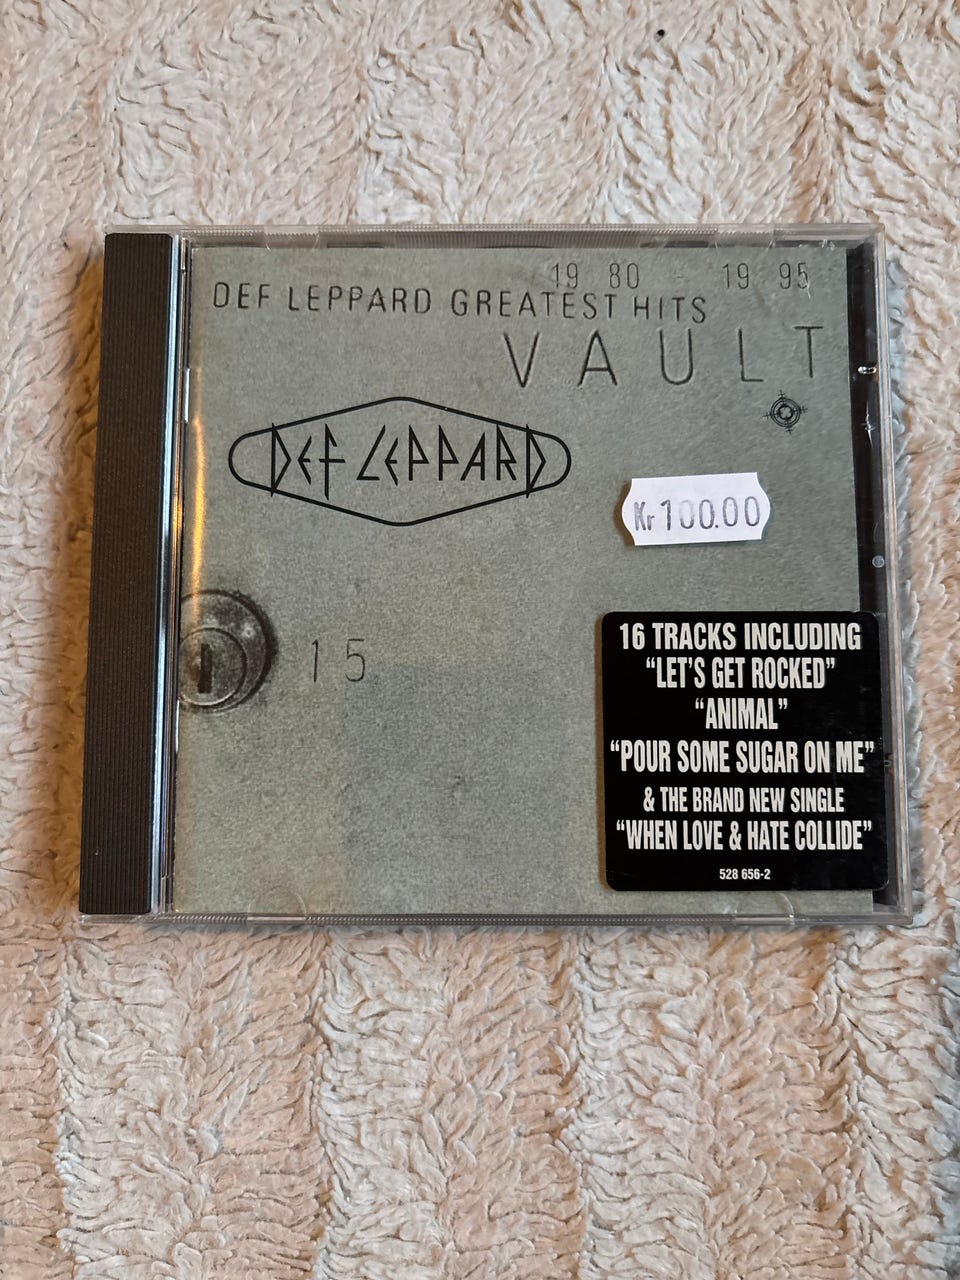 19 80 - 19 95
DEF LEPPARD GREATEST HITS
VAULT
DEF LEPPARD
Kr 100.00
15
16 TRACKS INCLUDING
“LET'S GET ROCKED”
“ANIMAL”
“POUR SOME SUGAR ON ME”
& THE BRAND NEW SINGLE
“WHEN LOVE & HATE COLLIDE”
528 656-2